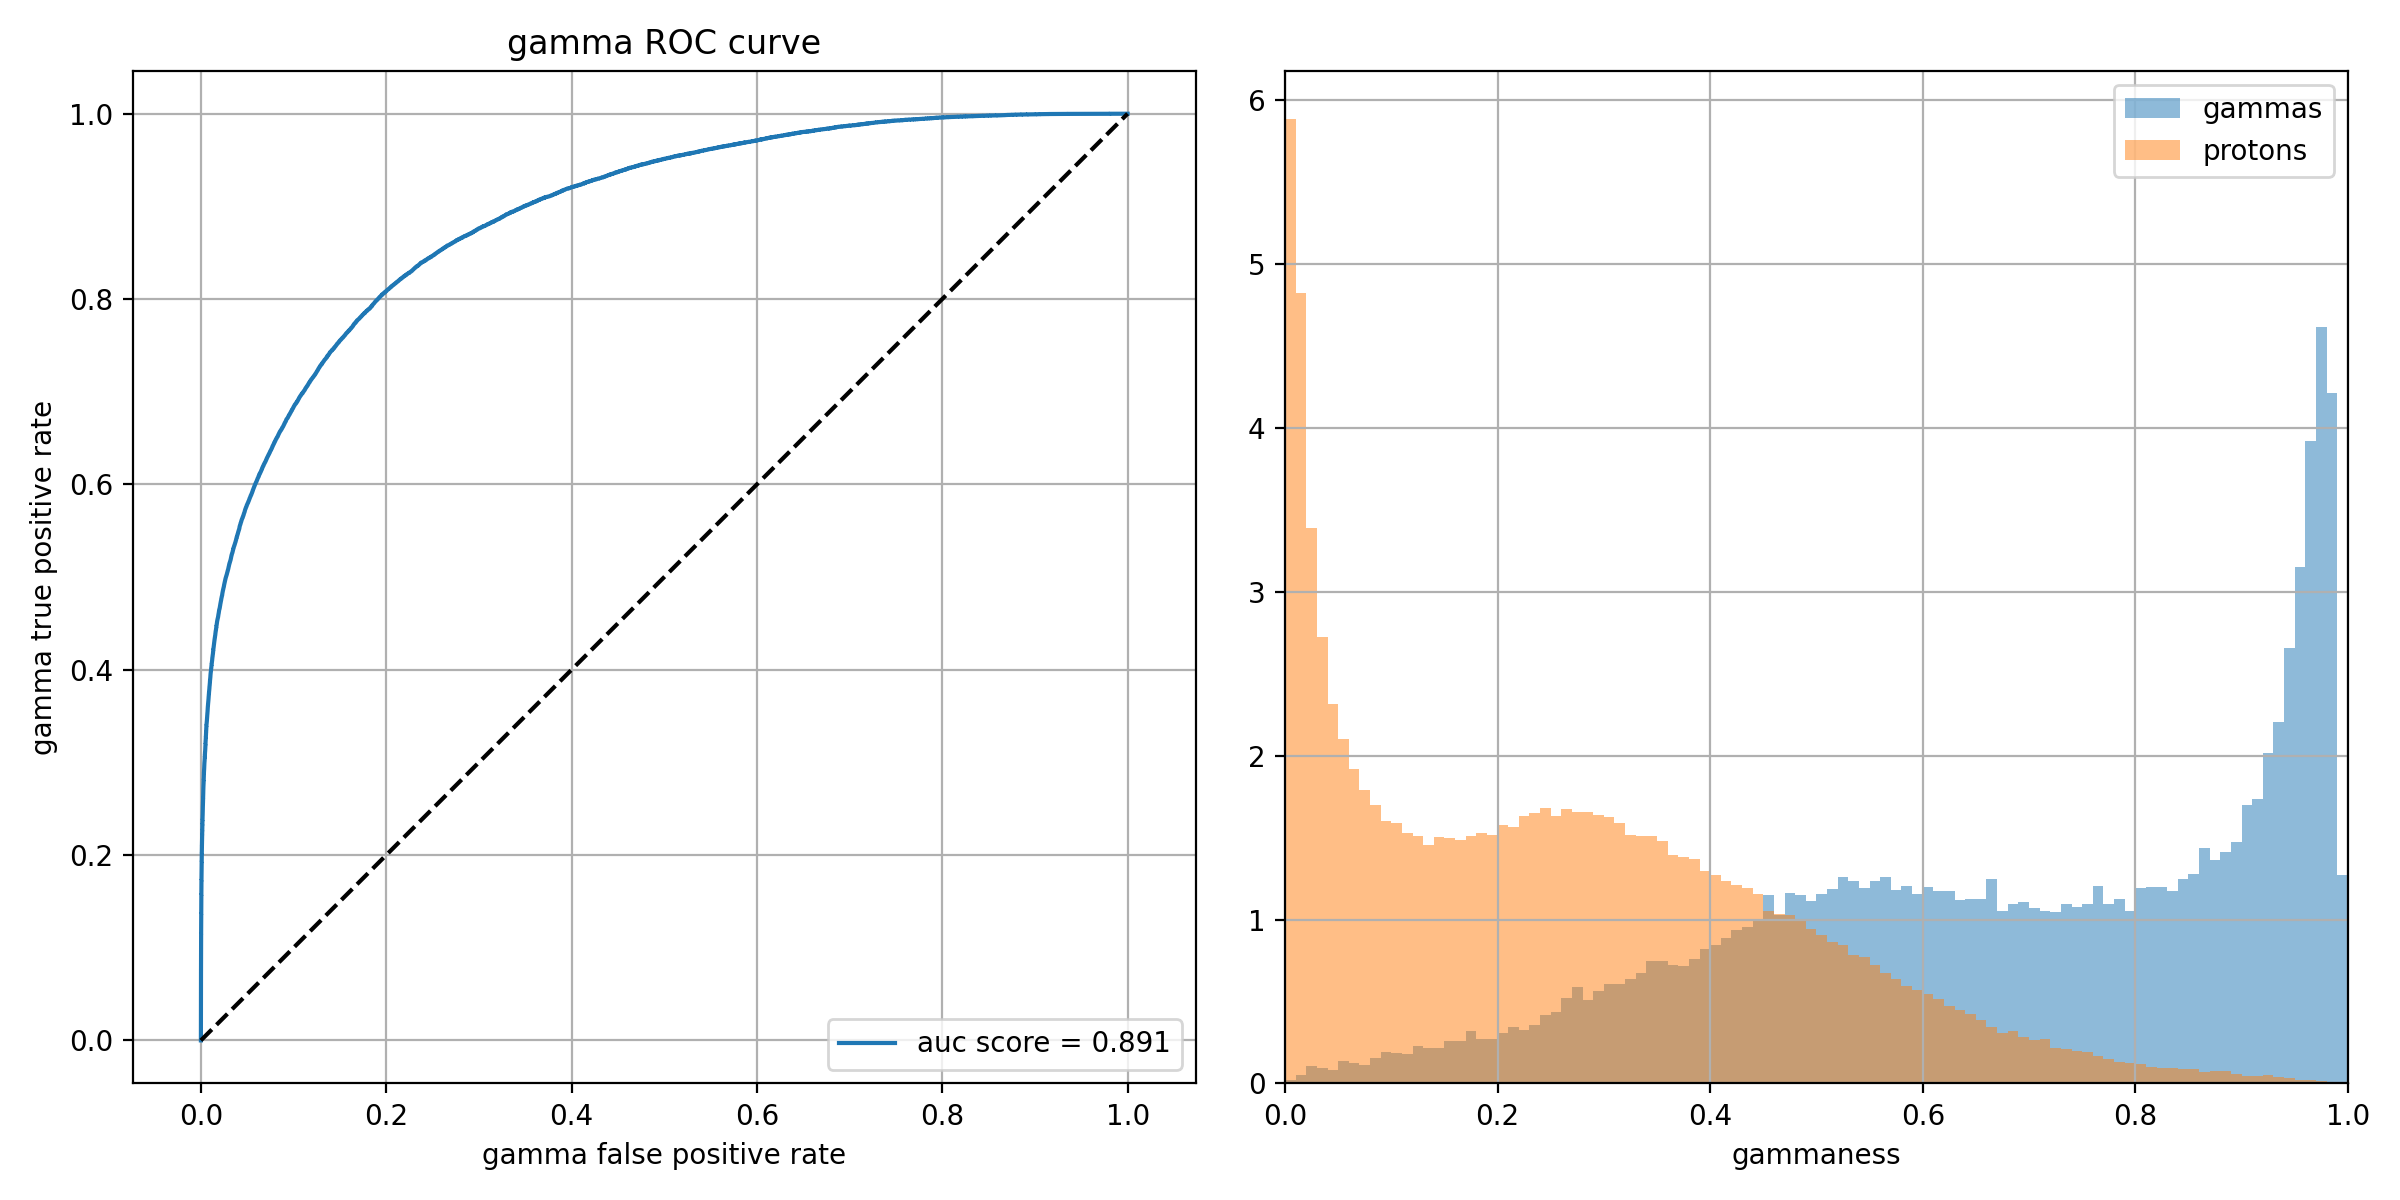 gamma ROC curve
gamma true positive rate
1.0
0.8
0.6
0.4
0.2
0.0
0.0 0.2 0.4 0.6 0.8 1.0
gamma false positive rate
auc score = 0.891
6
5
4
3
2
1
0
0.0 0.2 0.4 0.6 0.8 1.0
gammaness
gammas
protons